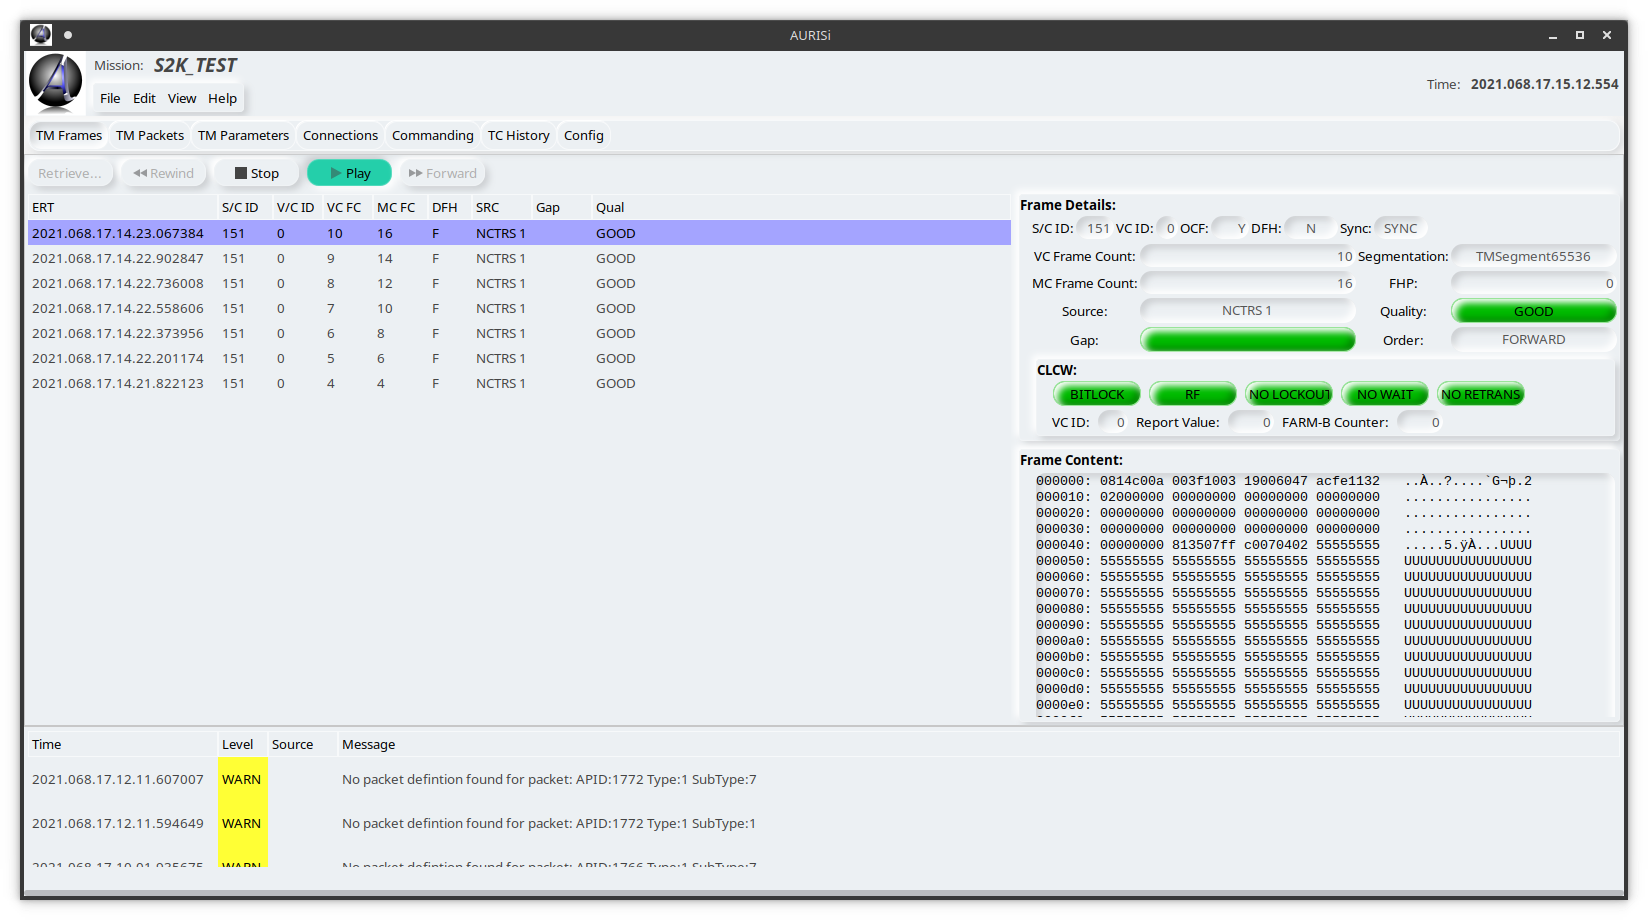 AURISi
Mission: S2K_TEST
Time: 2021.068.17.15.12.554
File Edit View Help
TM Frames TM Packets TM Parameters Connections Commanding TC History Config
Retrieve... Rewind Stop Play Forward
ERT S/C ID V/C ID VC FC MC FC DFH SRC Gap Qual
2021.068.17.14.23.067384 151 0 10 16 F NCTRS 1 GOOD
2021.068.17.14.22.902847 151 0 9 14 F NCTRS 1 GOOD
2021.068.17.14.22.736008 151 0 8 12 F NCTRS 1 GOOD
2021.068.17.14.22.558606 151 0 7 10 F NCTRS 1 GOOD
2021.068.17.14.22.373956 151 0 6 8 F NCTRS 1 GOOD
2021.068.17.14.22.201174 151 0 5 6 F NCTRS 1 GOOD
2021.068.17.14.21.822123 151 0 4 4 F NCTRS 1 GOOD
Frame Details:
S/C ID: 151 VC ID: 0 OCF: Y DFH: N Sync: SYNC
VC Frame Count: 10 Segmentation: TMSegment65536
MC Frame Count: 16 FHP: 0
Source: NCTRS 1 Quality: GOOD
Gap: Order: FORWARD
CLCW:
BITLOCK RF NO LOCKOUT NO WAIT NO RETRANS
VC ID: 0 Report Value: 0 FARM-B Counter: 0
Frame Content:
000000: 0814c00a 003f1003 19006047 acfe1132 ..À..?....`G¬þ.2
000010: 02000000 00000000 00000000 00000000 ................
000020: 00000000 00000000 00000000 00000000 ................
000030: 00000000 00000000 00000000 00000000 ................
000040: 00000000 813507ff c0070402 55555555 .....5.ÿÀ...UUUU
000050: 55555555 55555555 55555555 55555555 UUUUUUUUUUUUUUUU
000060: 55555555 55555555 55555555 55555555 UUUUUUUUUUUUUUUU
000070: 55555555 55555555 55555555 55555555 UUUUUUUUUUUUUUUU
000080: 55555555 55555555 55555555 55555555 UUUUUUUUUUUUUUUU
000090: 55555555 55555555 55555555 55555555 UUUUUUUUUUUUUUUU
0000a0: 55555555 55555555 55555555 55555555 UUUUUUUUUUUUUUUU
0000b0: 55555555 55555555 55555555 55555555 UUUUUUUUUUUUUUUU
0000c0: 55555555 55555555 55555555 55555555 UUUUUUUUUUUUUUUU
0000d0: 55555555 55555555 55555555 55555555 UUUUUUUUUUUUUUUU
0000e0: 55555555 55555555 55555555 55555555 UUUUUUUUUUUUUUUU
Time Level Source Message
2021.068.17.12.11.607007 WARN No packet defintion found for packet: APID:1772 Type:1 SubType:7
2021.068.17.12.11.594649 WARN No packet defintion found for packet: APID:1772 Type:1 SubType:1
WARN No packet defintion found for packet: APID:1766 Type:1 SubType:7